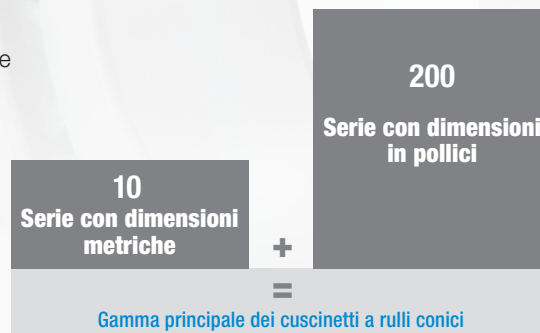 e
200
Serie con dimensioni
in pollici
10
Serie con dimensioni
metriche
+
=
Gamma principale dei cuscinetti a rulli conici